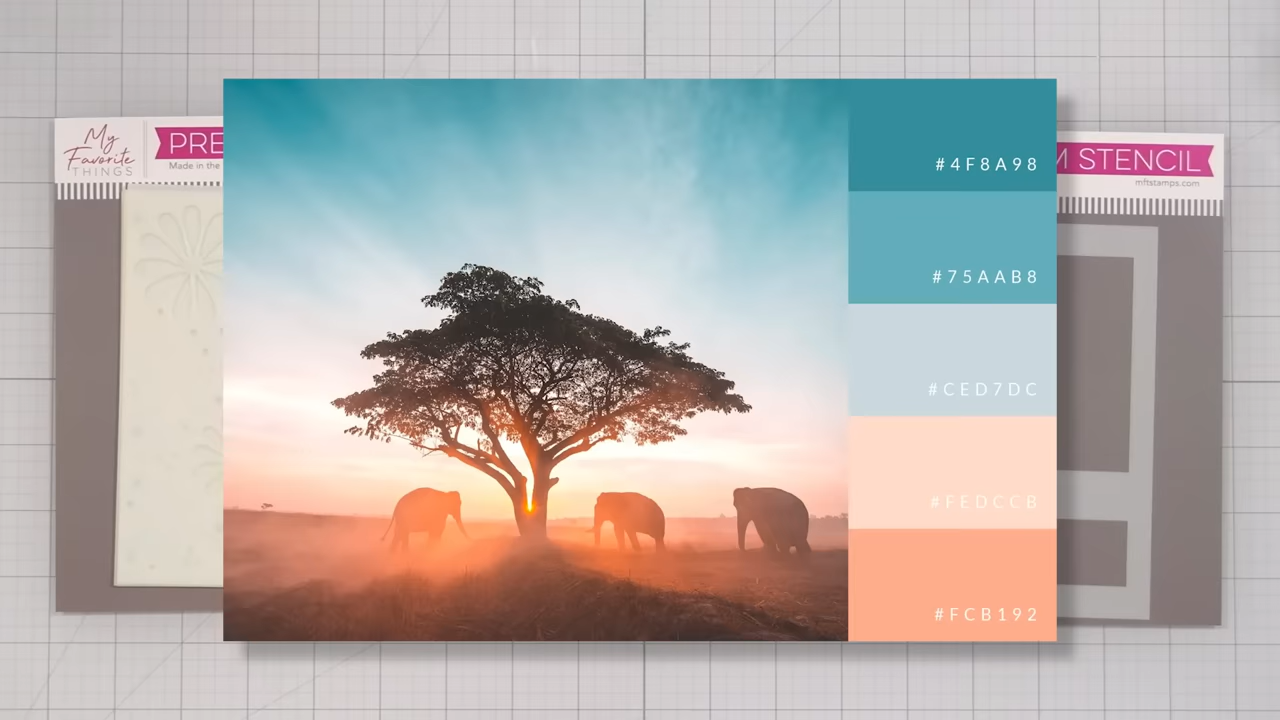 My
Favorite
THINGS
PRE
Made in the
M STENCIL
mftstamps.com
#4F8A98
#75AAB8
#CED7DC
#FEDCCB
#FCB192